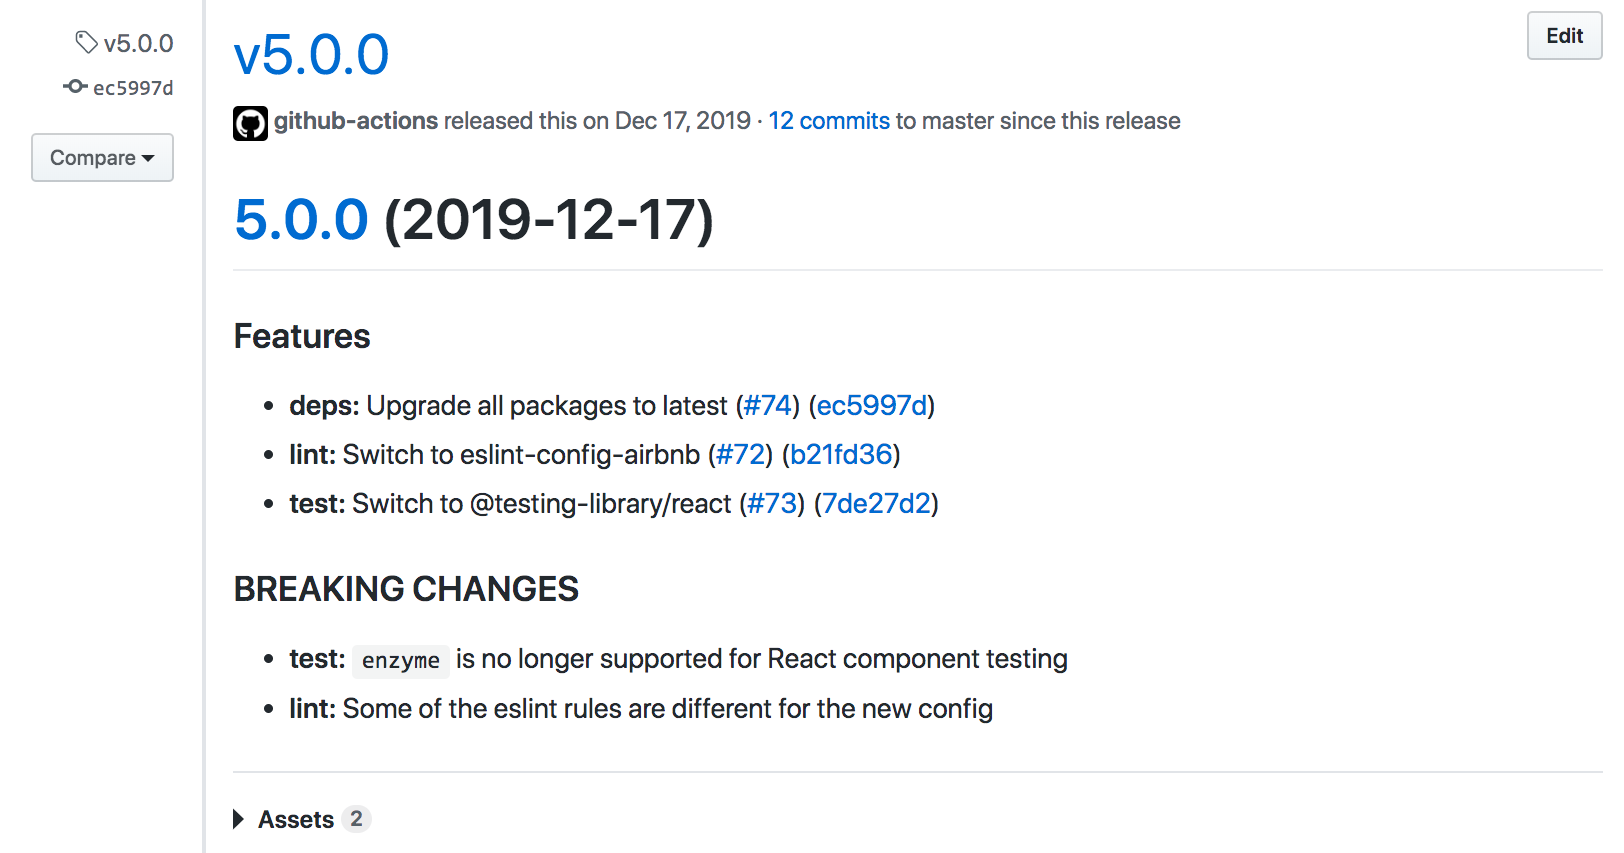 v5.0.0
ec5997d
Compare
v5.0.0
Edit
github-actions released this on Dec 17, 2019 · 12 commits to master since this release
5.0.0 (2019-12-17)
Features
• deps: Upgrade all packages to latest (#74) (ec5997d)
• lint: Switch to eslint-config-airbnb (#72) (b21fd36)
• test: Switch to @testing-library/react (#73) (7de27d2)
BREAKING CHANGES
• test: enzyme is no longer supported for React component testing
• lint: Some of the eslint rules are different for the new config
Assets 2